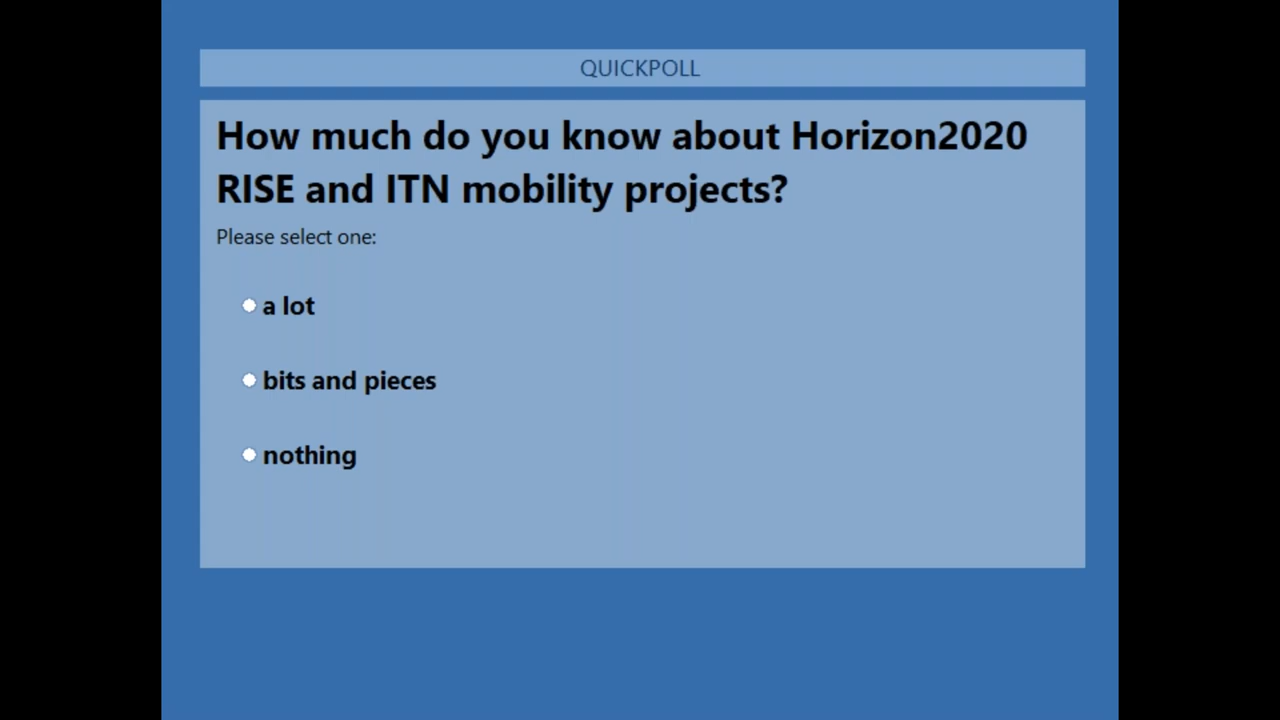 QUICKPOLL
How much do you know about Horizon2020
RISE and ITN mobility projects?
Please select one:
a lot
bits and pieces
nothing